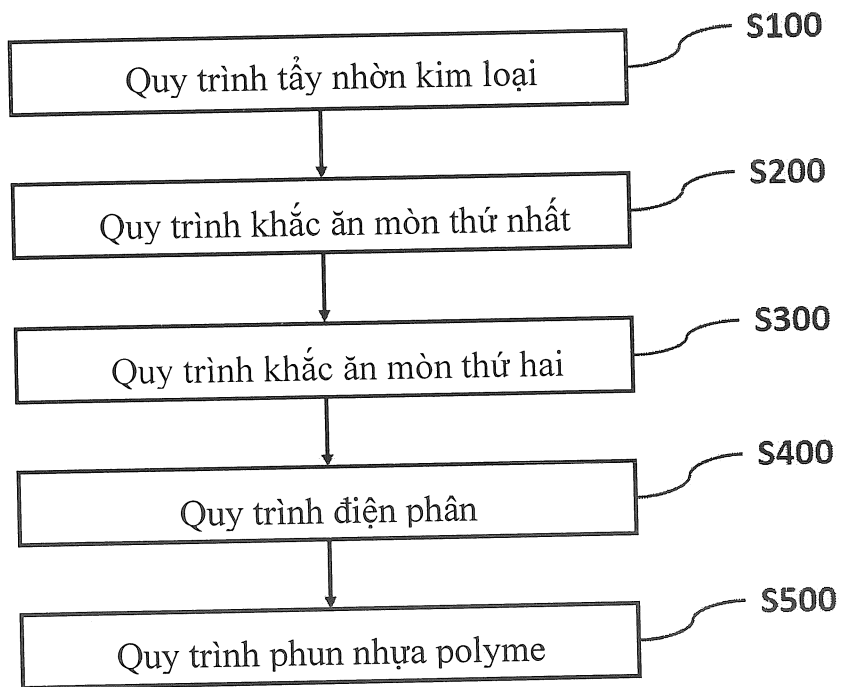 S100
Quy trình tẩy nhờn kim loại
S200
Quy trình khắc ăn mòn thứ nhất
S300
Quy trình khắc ăn mòn thứ hai
S400
Quy trình điện phân
S500
Quy trình phun nhựa polyme